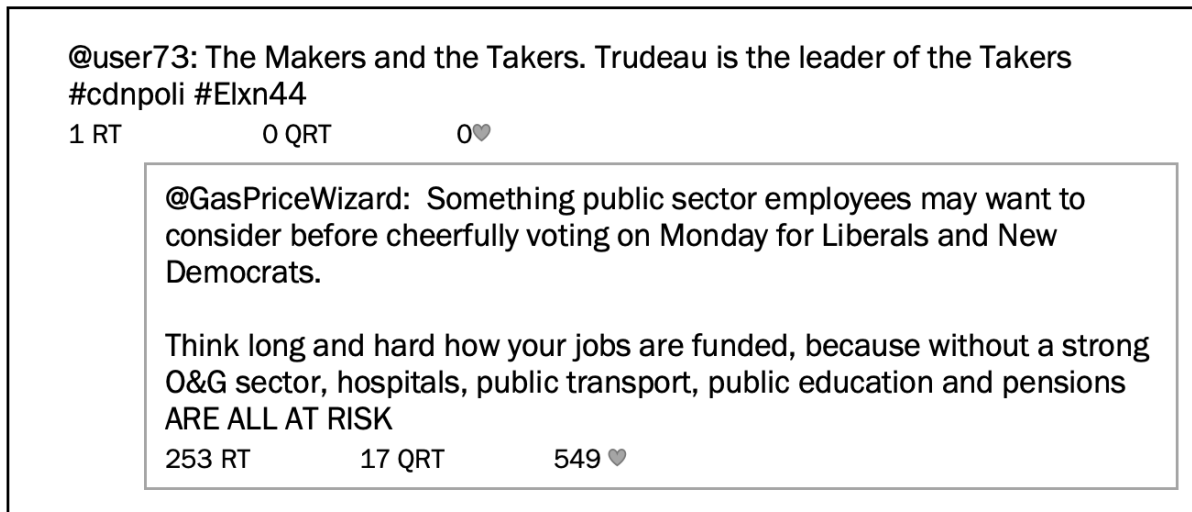 @user73: The Makers and the Takers. Trudeau is the leader of the Takers
#cdnpoli #Elxn44
1 RT 0 QRT 0🩶
@GasPriceWizard:  Something public sector employees may want to
consider before cheerfully voting on Monday for Liberals and New
Democrats.
Think long and hard how your jobs are funded, because without a strong
O&G sector, hospitals, public transport, public education and pensions
ARE ALL AT RISK
253 RT 17 QRT 549 🩶